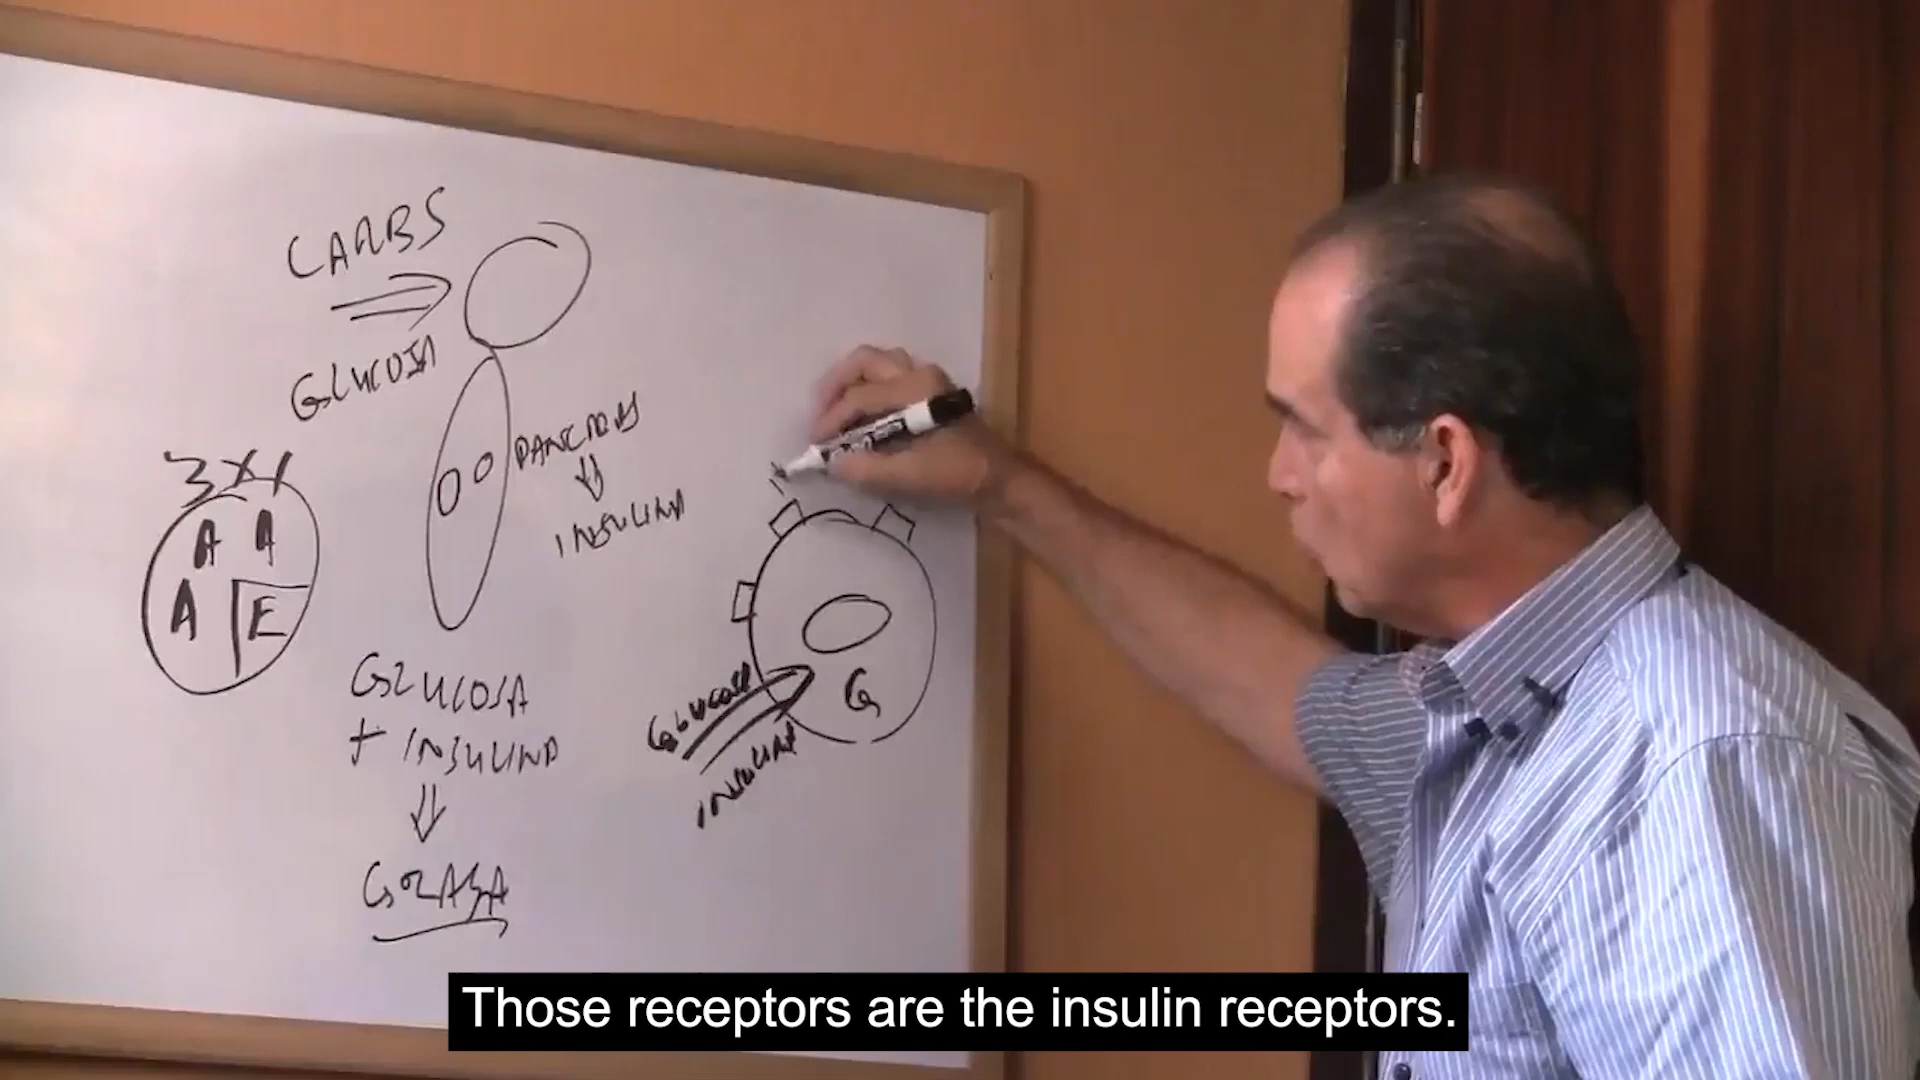 CARBS
GLUCOSA
3x1
A A
A E
PANCREAS
INSULINA
GLUCOSA
+ INSULINA
GRASA
GLUCOSA
INSULINA
G
Those receptors are the insulin receptors.